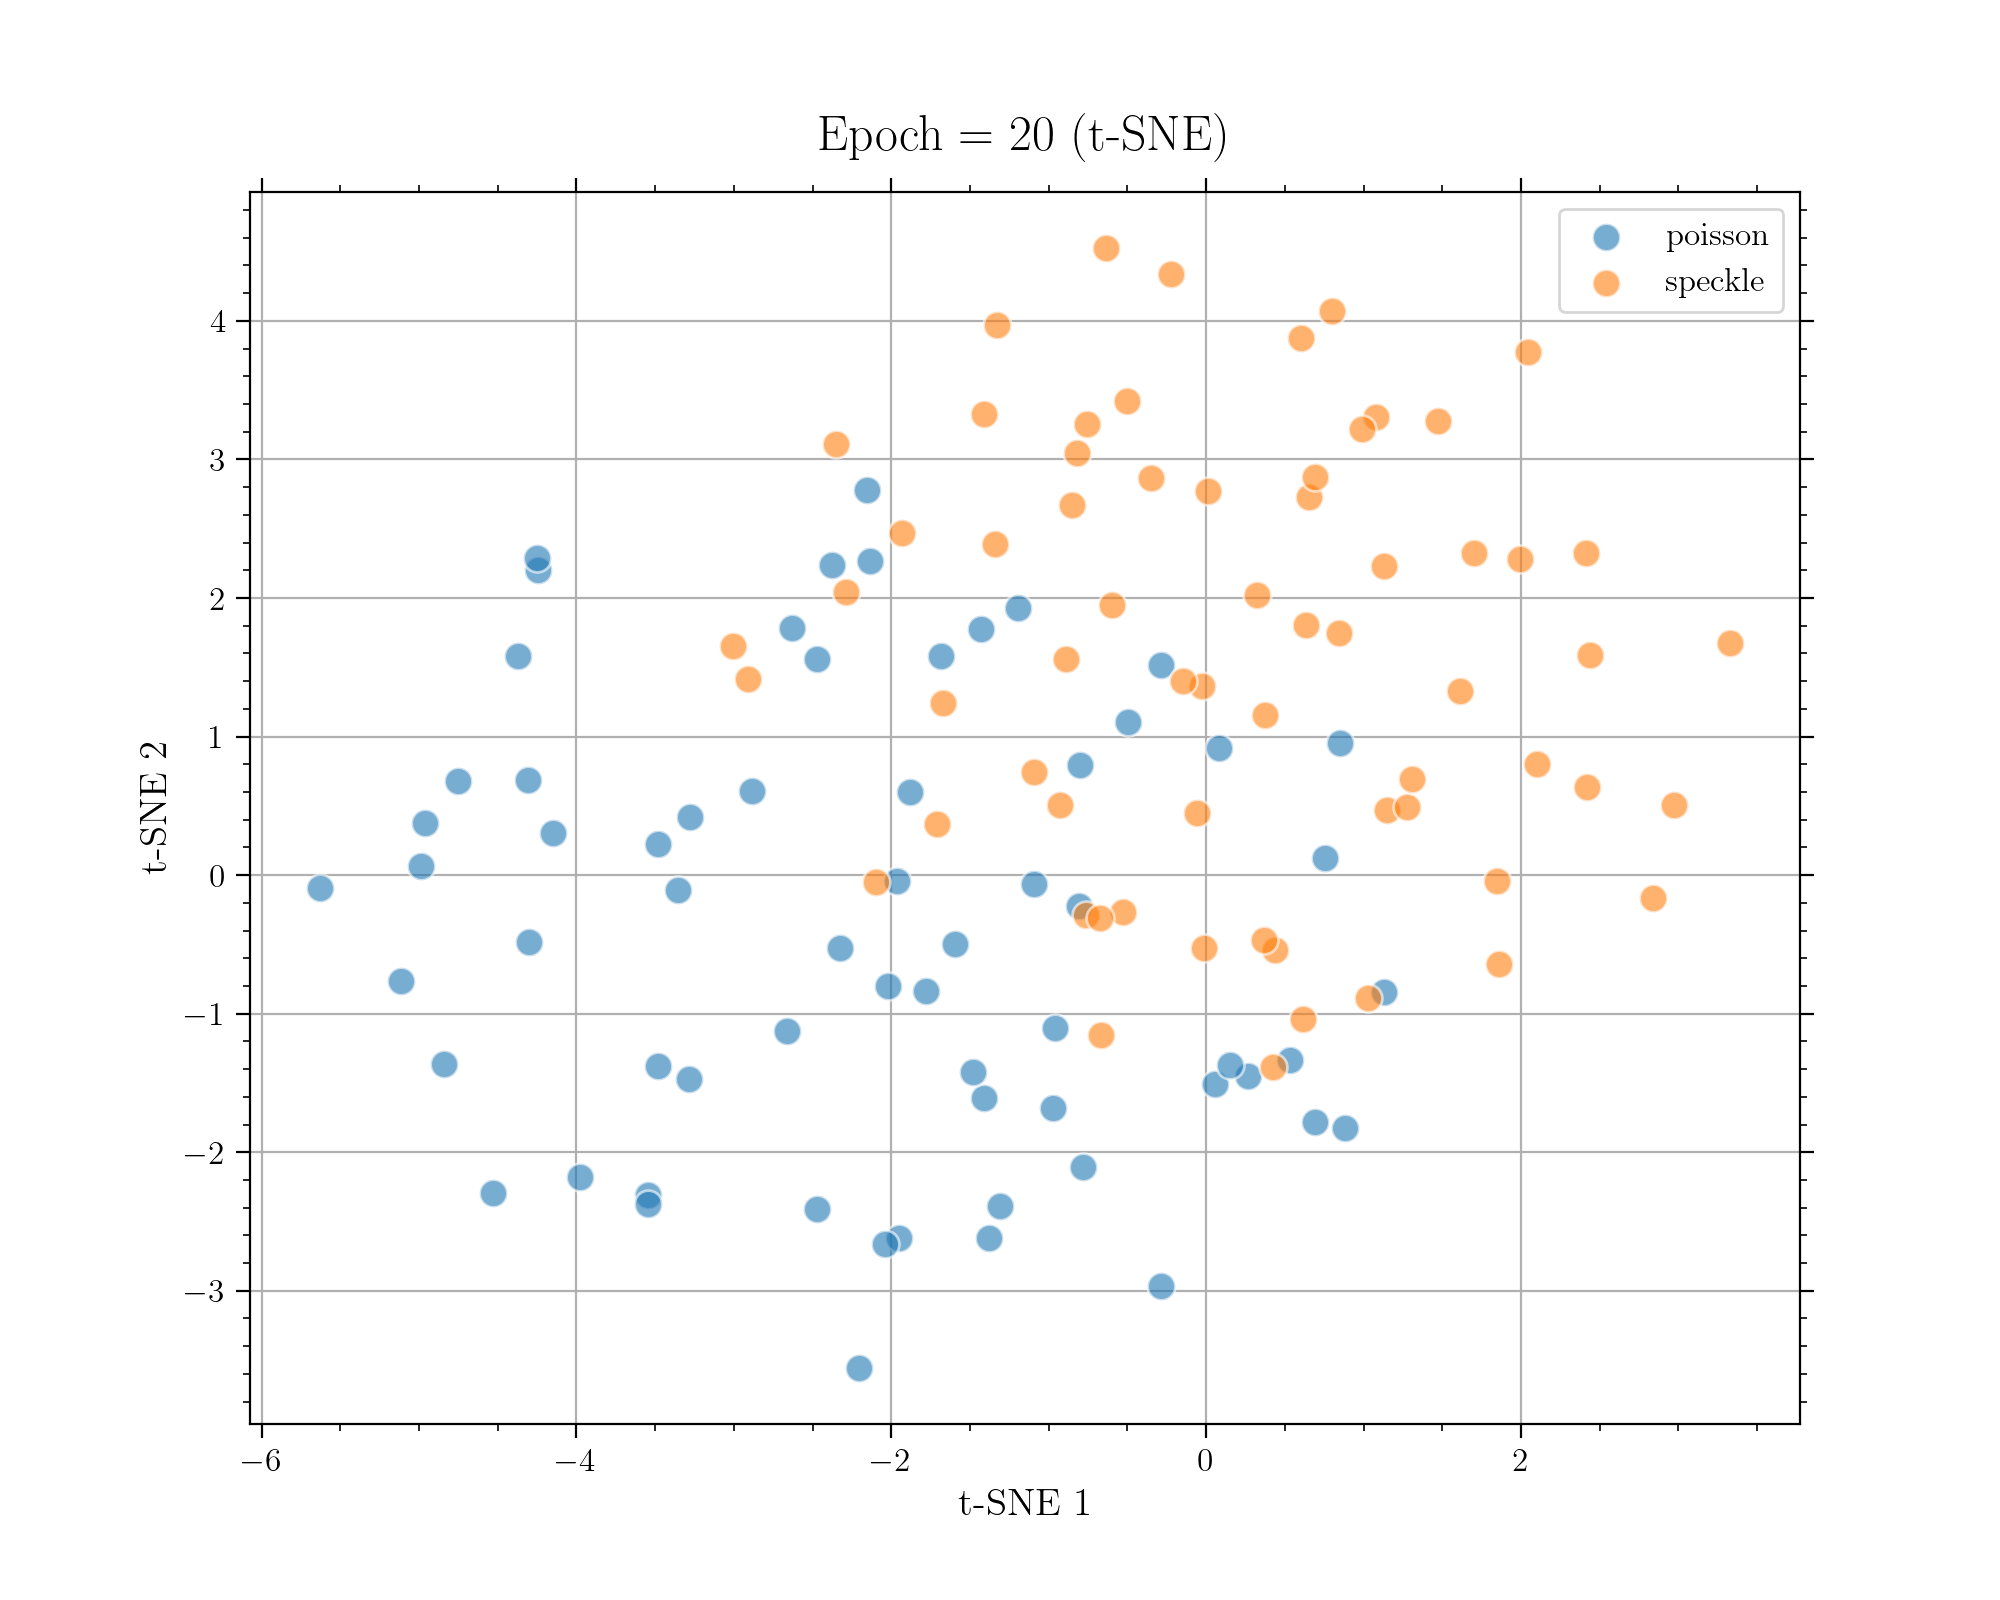 Epoch = 20 (t-SNE)
poisson
speckle
4
3
2
1
0
−1
−2
−3
t-SNE 2
−6 −4 −2 0 2
t-SNE 1